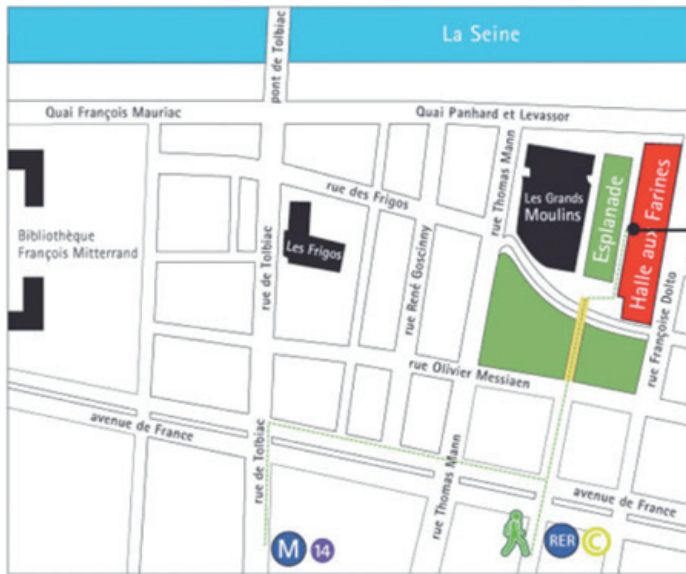 La Seine
pont de Tolbiac
Quai François Mauriac
Quai Panhard et Levassor
rue Thomas Mann
rue des Frigos
Les Grands
Moulins
Esplanade
Halle aux Farines
Bibliothèque
François Mitterrand
rue de Tolbiac
Les Frigos
rue René Goscinny
rue Françoise Dolto
rue Olivier Messiaen
avenue de France
rue de Tolbiac
rue Thomas Mann
avenue de France
M 14
RER C